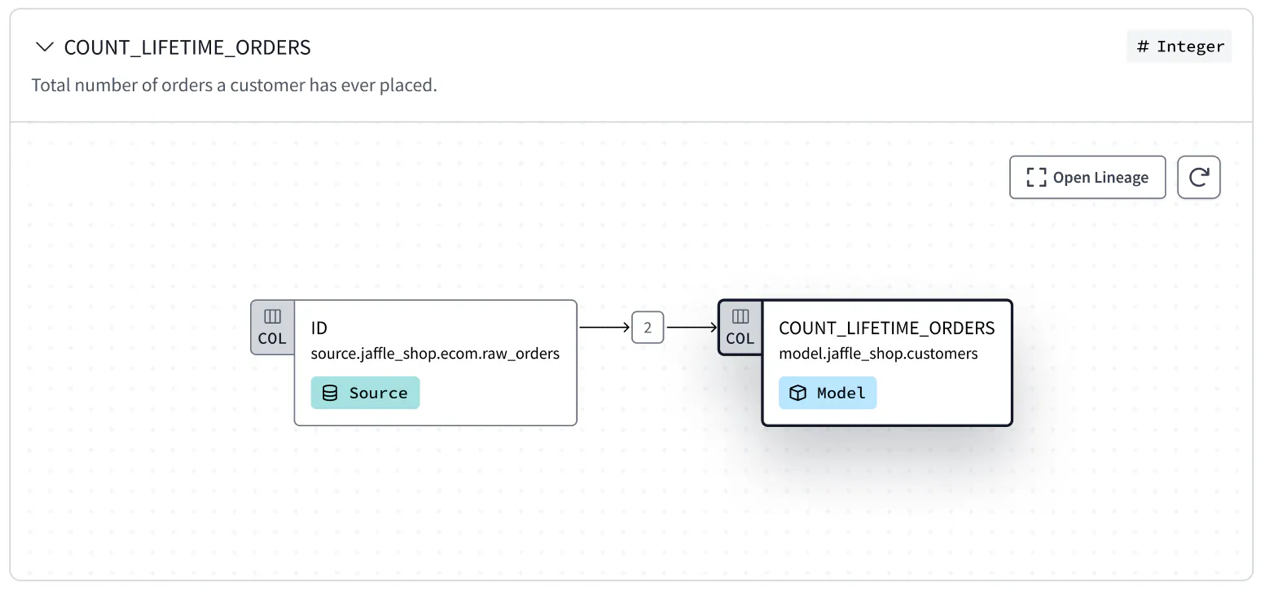 COUNT_LIFETIME_ORDERS
# Integer
Total number of orders a customer has ever placed.
Open Lineage
COL
ID
source.jaffle_shop.ecom.raw_orders
Source
2
COL
COUNT_LIFETIME_ORDERS
model.jaffle_shop.customers
Model